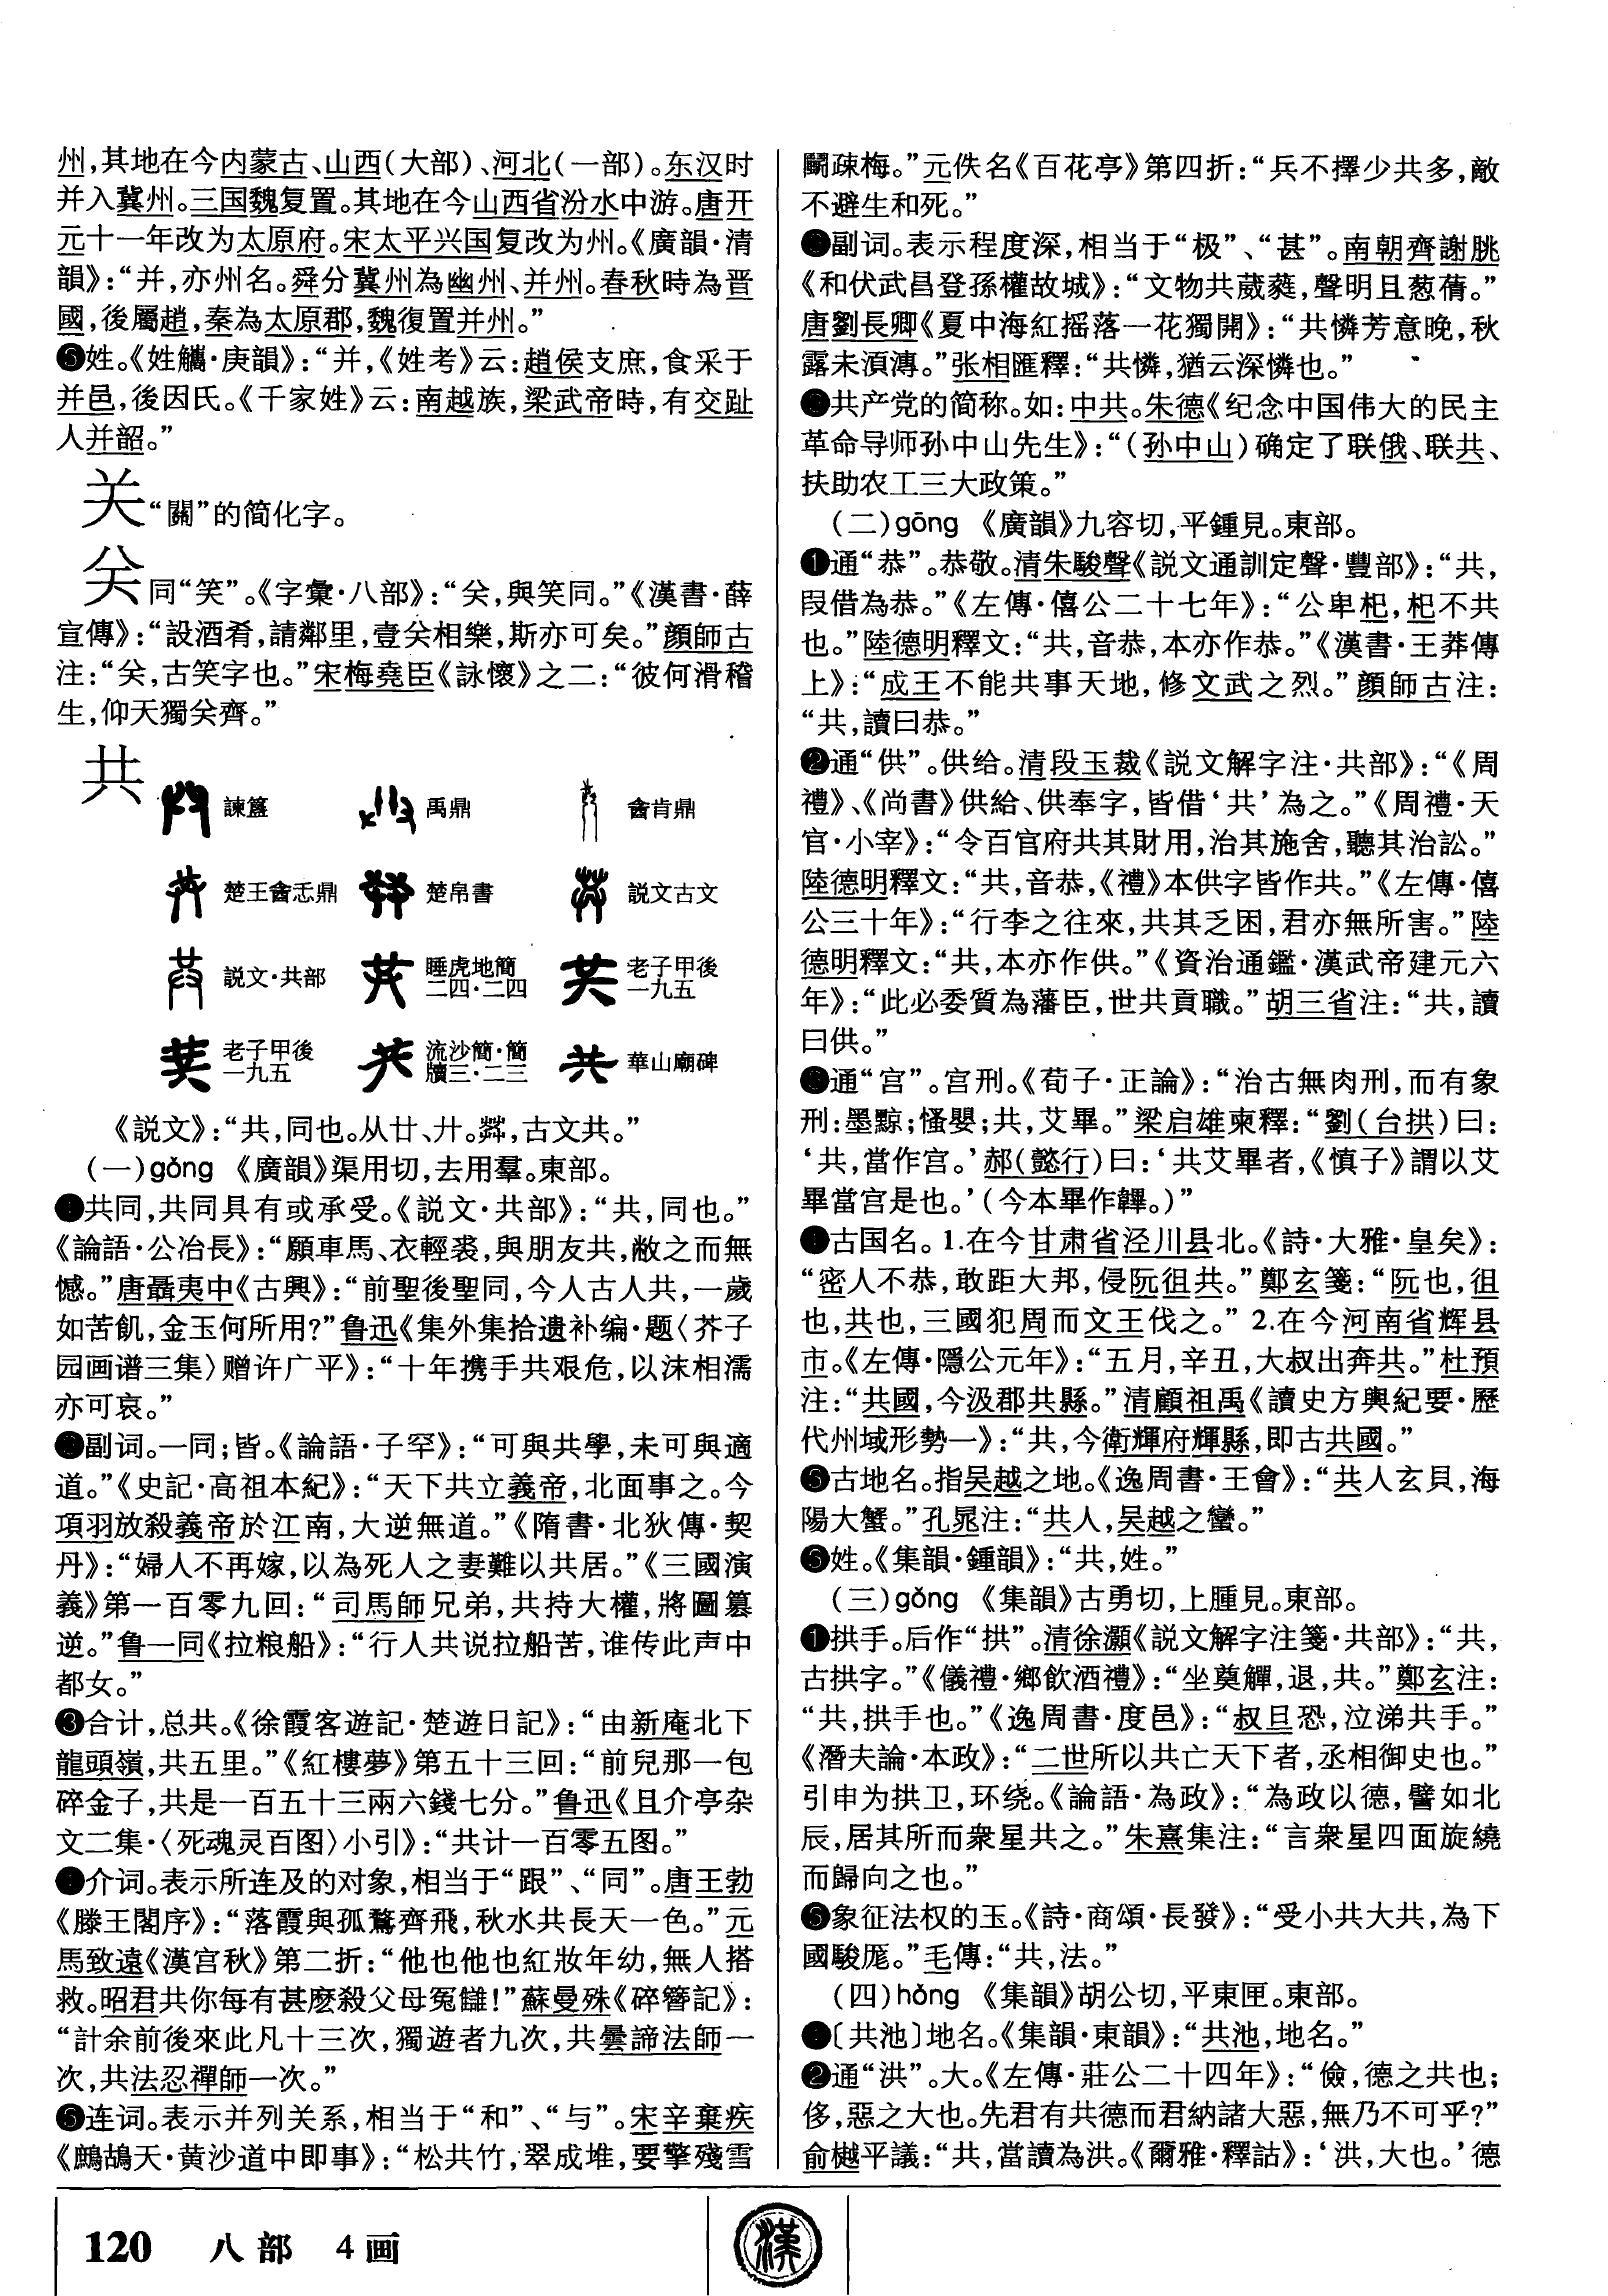 州,其地在今内蒙古、山西(大部)、河北(一部)。东汉时
并入冀州。三国魏复置。其地在今山西省汾水中游。唐开
元十一年改为太原府。宋太平兴国复改为州。《廣韻·清
韻》:“并,亦州名。舜分冀州為幽州、并州。春秋時為晋
國,後屬趙,秦為太原郡,魏復置并州。”
❺姓。《姓觿·庚韻》:“并,《姓考》云:趙侯支庶,食采于
并邑,後因氏。《千家姓》云:南越族,梁武帝時,有交趾
人并韶。”
关“關”的简化字。
关同“笑”。《字彙·八部》:“关,與笑同。”《漢書·薛
宣傳》:“設酒肴,請鄰里,壹关相樂,斯亦可矣。”顔師古
注:“关,古笑字也。”宋梅堯臣《詠懷》之二:“彼何滑稽
生,仰天獨关齊。”
共
諫簋 禹鼎 酓肯鼎
楚王酓忎鼎 楚帛書 説文古文
説文·共部 睡虎地簡二四·二四 老子甲後一九五
老子甲後一九五 流沙簡·簡牘三·二三 華山廟碑
《説文》:“共,同也。从廿、廾。𦱹,古文共。”
(一)gòng 《廣韻》渠用切,去用羣。東部。
❶共同,共同具有或承受。《説文·共部》:“共,同也。”
《論語·公冶長》:“願車馬、衣輕裘,與朋友共,敝之而無
憾。”唐聶夷中《古興》:“前聖後聖同,今人古人共,一歲
如苦飢,金玉何所用?”鲁迅《集外集拾遗补编·题〈芥子
园画谱三集〉赠许广平》:“十年携手共艰危,以沫相濡
亦可哀。”
❷副词。一同;皆。《論語·子罕》:“可與共學,未可與適
道。”《史記·高祖本紀》:“天下共立義帝,北面事之。今
項羽放殺義帝於江南,大逆無道。”《隋書·北狄傳·契
丹》:“婦人不再嫁,以為死人之妻難以共居。”《三國演
義》第一百零九回:“司馬師兄弟,共持大權,將圖篡
逆。”鲁一同《拉粮船》:“行人共说拉船苦,谁传此声中
都女。”
❸合计,总共。《徐霞客遊記·楚遊日記》:“由新庵北下
龍頭嶺,共五里。”《紅樓夢》第五十三回:“前兒那一包
碎金子,共是一百五十三兩六錢七分。”鲁迅《且介亭杂
文二集·〈死魂灵百图〉小引》:“共计一百零五图。”
❹介词。表示所连及的对象,相当于“跟”、“同”。唐王勃
《滕王閣序》:“落霞與孤鶩齊飛,秋水共長天一色。”元
馬致遠《漢宮秋》第二折:“他也他也紅妝年幼,無人搭
救。昭君共你每有甚麽殺父母冤讎!”蘇曼殊《碎簪記》:
“計余前後來此凡十三次,獨遊者九次,共曇諦法師一
次,共法忍禪師一次。”
❺连词。表示并列关系,相当于“和”、“与”。宋辛棄疾
《鷓鴣天·黄沙道中即事》:“松共竹,翠成堆,要擎殘雪
鬭疎梅。”元佚名《百花亭》第四折:“兵不擇少共多,敵
不避生和死。”
❻副词。表示程度深,相当于“极”、“甚”。南朝齊謝朓
《和伏武昌登孫權故城》:“文物共葳蕤,聲明且葱蒨。”
唐劉長卿《夏中海紅摇落一花獨開》:“共憐芳意晚,秋
露未湏漙。”张相匯釋:“共憐,猶云深憐也。”
❼共产党的简称。如:中共。朱德《纪念中国伟大的民主
革命导师孙中山先生》:“(孙中山)确定了联俄、联共、
扶助农工三大政策。”
(二)gōng 《廣韻》九容切,平鍾見。東部。
❶通“恭”。恭敬。清朱駿聲《説文通訓定聲·豐部》:“共,
叚借為恭。”《左傳·僖公二十七年》:“公卑杞,杞不共
也。”陸德明釋文:“共,音恭,本亦作恭。”《漢書·王莽傳
上》:“成王不能共事天地,修文武之烈。”顔師古注:
“共,讀曰恭。”
❷通“供”。供给。清段玉裁《説文解字注·共部》:“《周
禮》、《尚書》供給、供奉字,皆借‘共’為之。”《周禮·天
官·小宰》:“令百官府共其財用,治其施舍,聽其治訟。”
陸德明釋文:“共,音恭,《禮》本供字皆作共。”《左傳·僖
公三十年》:“行李之往來,共其乏困,君亦無所害。”陸
德明釋文:“共,本亦作供。”《資治通鑑·漢武帝建元六
年》:“此必委質為藩臣,世共貢職。”胡三省注:“共,讀
曰供。”
❸通“宫”。宫刑。《荀子·正論》:“治古無肉刑,而有象
刑:墨黥;慅嬰;共,艾畢。”梁启雄柬釋:“劉(台拱)曰:
‘共,當作宫。’郝(懿行)曰:‘共艾畢者,《慎子》謂以艾
畢當宫是也。’(今本畢作韠。)”
❹古国名。1.在今甘肃省泾川县北。《詩·大雅·皇矣》:
“密人不恭,敢距大邦,侵阮徂共。”鄭玄箋:“阮也,徂
也,共也,三國犯周而文王伐之。”2.在今河南省辉县
市。《左傳·隱公元年》:“五月,辛丑,大叔出奔共。”杜預
注:“共國,今汲郡共縣。”清顧祖禹《讀史方輿紀要·歷
代州域形勢一》:“共,今衛輝府輝縣,即古共國。”
❺古地名。指吴越之地。《逸周書·王會》:“共人玄貝,海
陽大蟹。”孔晁注:“共人,吴越之蠻。”
❻姓。《集韻·鍾韻》:“共,姓。”
(三)gǒng 《集韻》古勇切,上腫見。東部。
❶拱手。后作“拱”。清徐灝《説文解字注箋·共部》:“共,
古拱字。”《儀禮·鄉飲酒禮》:“坐奠觶,退,共。”鄭玄注:
“共,拱手也。”《逸周書·度邑》:“叔旦恐,泣涕共手。”
《潛夫論·本政》:“二世所以共亡天下者,丞相御史也。”
引申为拱卫,环绕。《論語·為政》:“為政以德,譬如北
辰,居其所而衆星共之。”朱熹集注:“言衆星四面旋繞
而歸向之也。”
❺象征法权的玉。《詩·商頌·長發》:“受小共大共,為下
國駿厖。”毛傳:“共,法。”
(四)hóng 《集韻》胡公切,平東匣。東部。
❶〔共池〕地名。《集韻·東韻》:“共池,地名。”
❷通“洪”。大。《左傳·莊公二十四年》:“儉,德之共也;
侈,惡之大也。先君有共德而君納諸大惡,無乃不可乎?”
俞樾平議:“共,當讀為洪。《爾雅·釋詁》:‘洪,大也。’德
120 八部 4画
漢